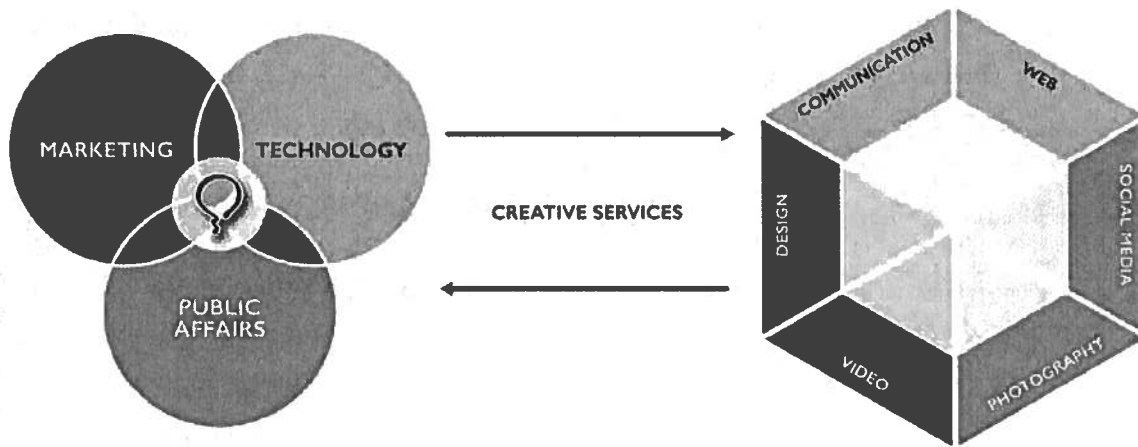 MARKETING
TECHNOLOGY
PUBLIC
AFFAIRS
CREATIVE SERVICES
COMMUNICATION
WEB
SOCIAL MEDIA
PHOTOGRAPHY
VIDEO
DESIGN